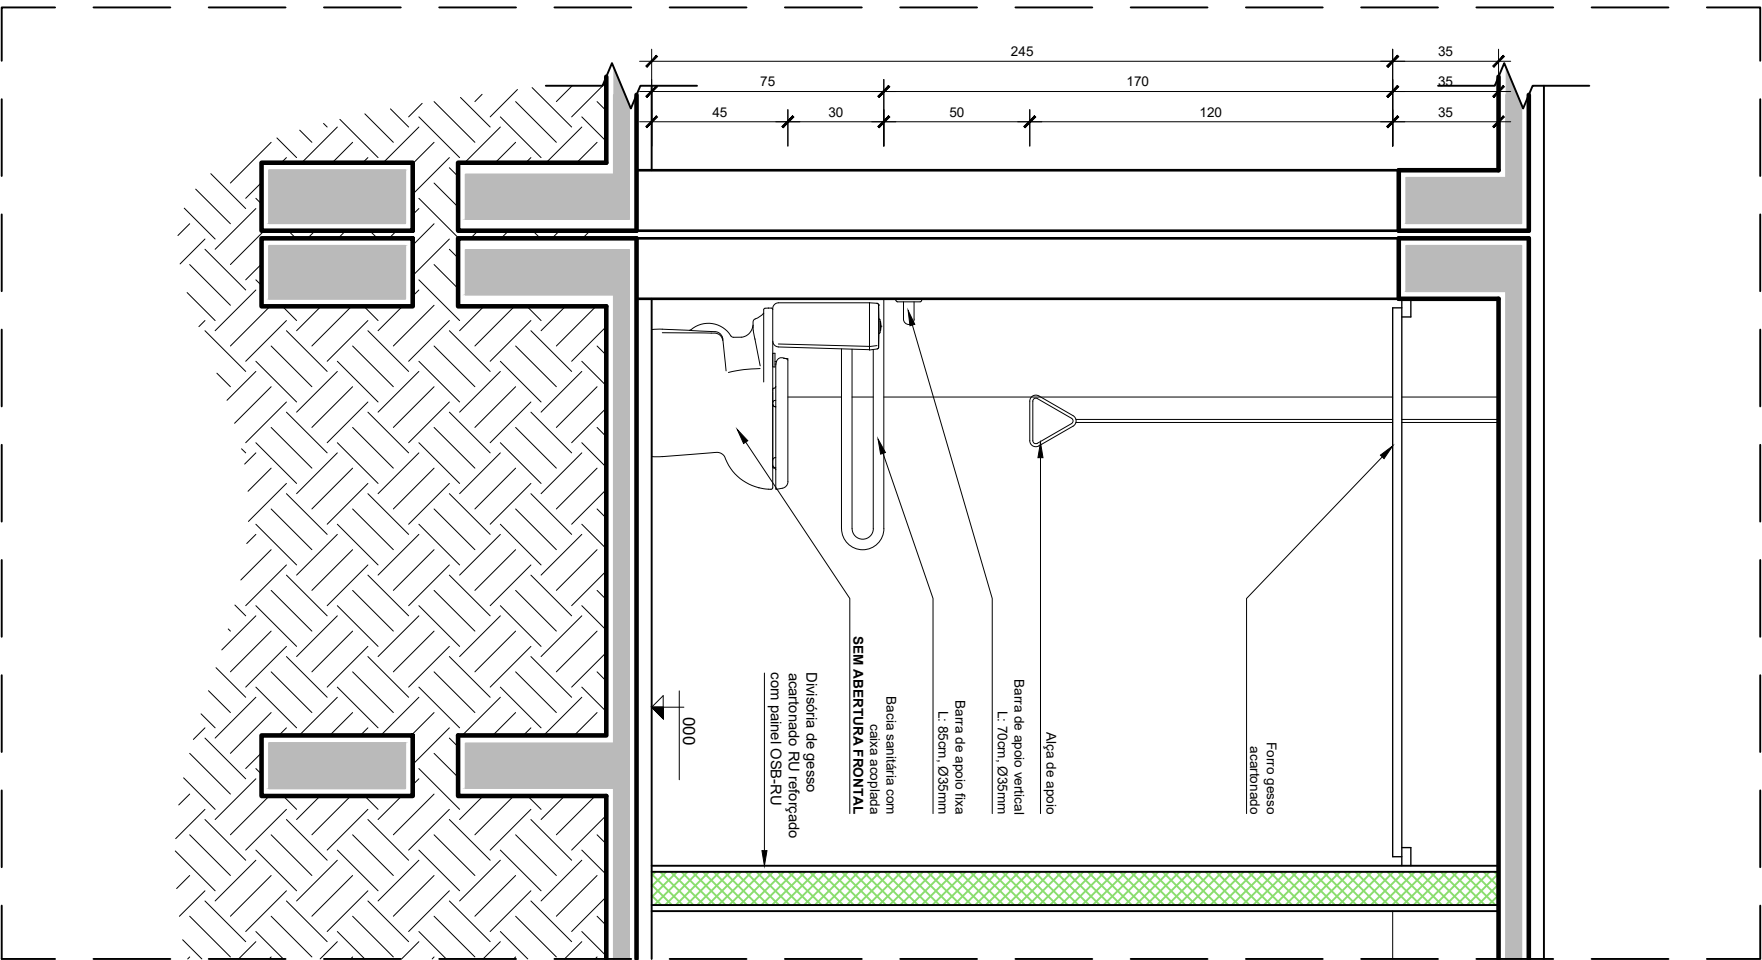 245
35
75
170
35
45
30
50
120
35
Forro gesso
acartonado
Alça de apoio
Barra de apoio vertical
L: 70cm, Ø35mm
Barra de apoio fixa
L: 85cm, Ø35mm
Bacia sanitária com
caixa acoplada
SEM ABERTURA FRONTAL
Divisória de gesso
acartonado RU reforçado
com painel OSB-RU
000